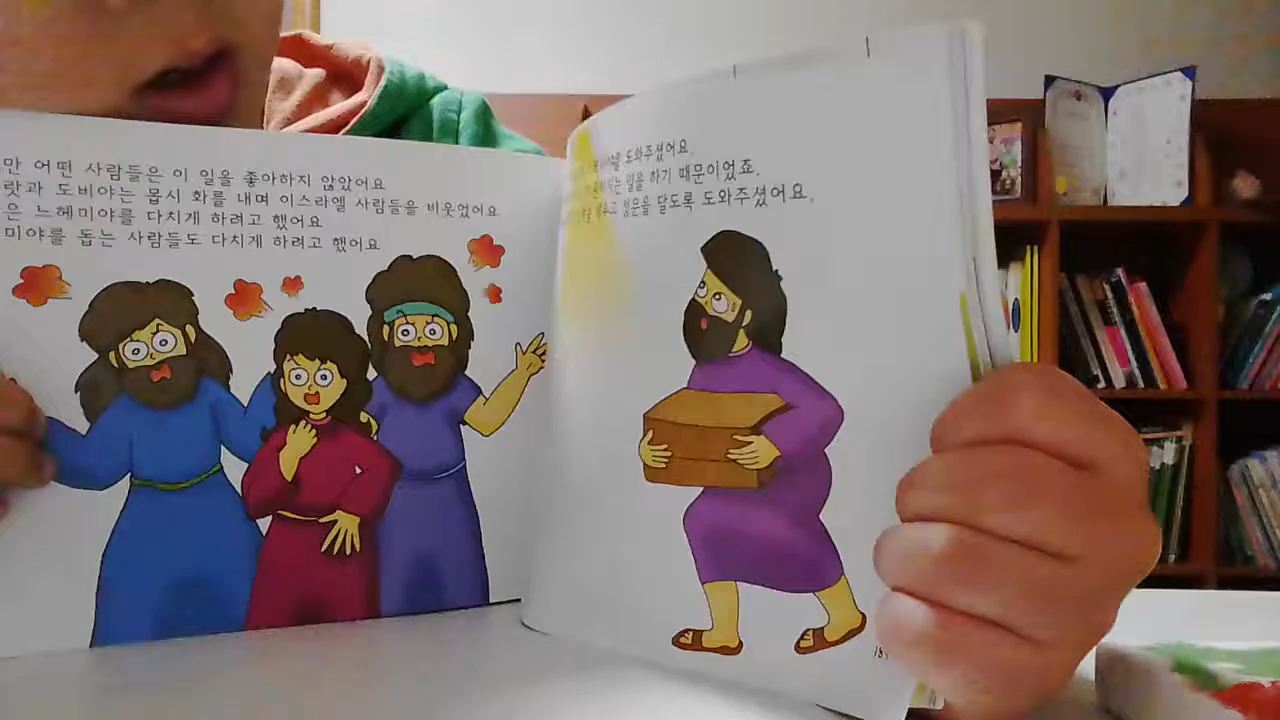 만 어떤 사람들은 이 일을 좋아하지 않았어요
랏과 도비야는 몹시 화를 내며 이스라엘 사람들을 비웃었어요
은 느헤미야를 다치게 하려고 했어요
미야를 돕는 사람들도 다치게 하려고 했어요
도와주셨어요.
일을 하기 때문이었죠.
성문을 달도록 도와주셨어요.